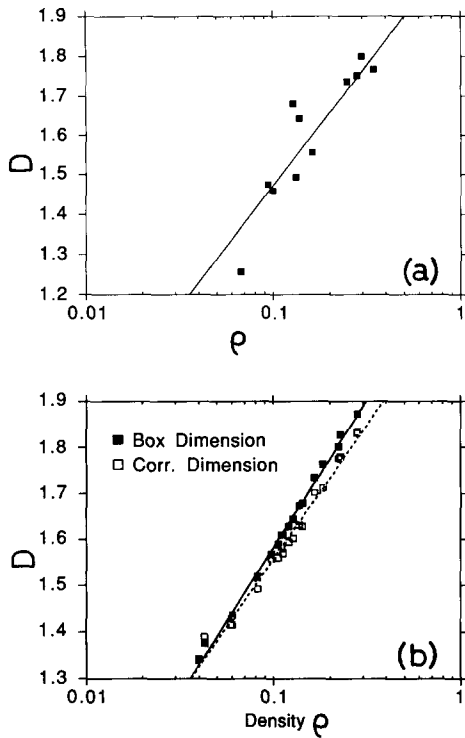 1.9
1.8
1.7
1.6
1.5
1.4
1.3
1.2
D
0.01 0.1 1
ρ
(a)
1.9
1.8
1.7
1.6
1.5
1.4
1.3
D
Box Dimension
Corr. Dimension
(b)
0.01 0.1 1
Density ρ